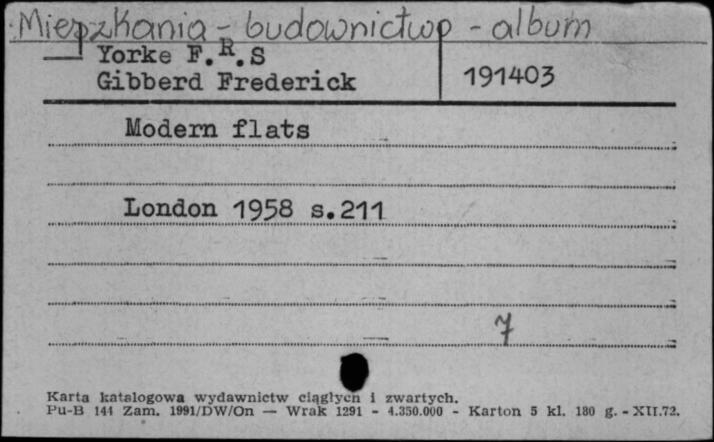 Mieszkania - budownictwo - album
Yorke F.R.S
Gibberd Frederick
191403
Modern flats
London 1958 s.211
7
Karta katalogowa wydawnictw ciągłych i zwartych.
Pu-B 141 Zam. 1991/DW/On — Wrak 1291 - 4.350.000 - Karton 5 kl. 180 g. - XII.72.